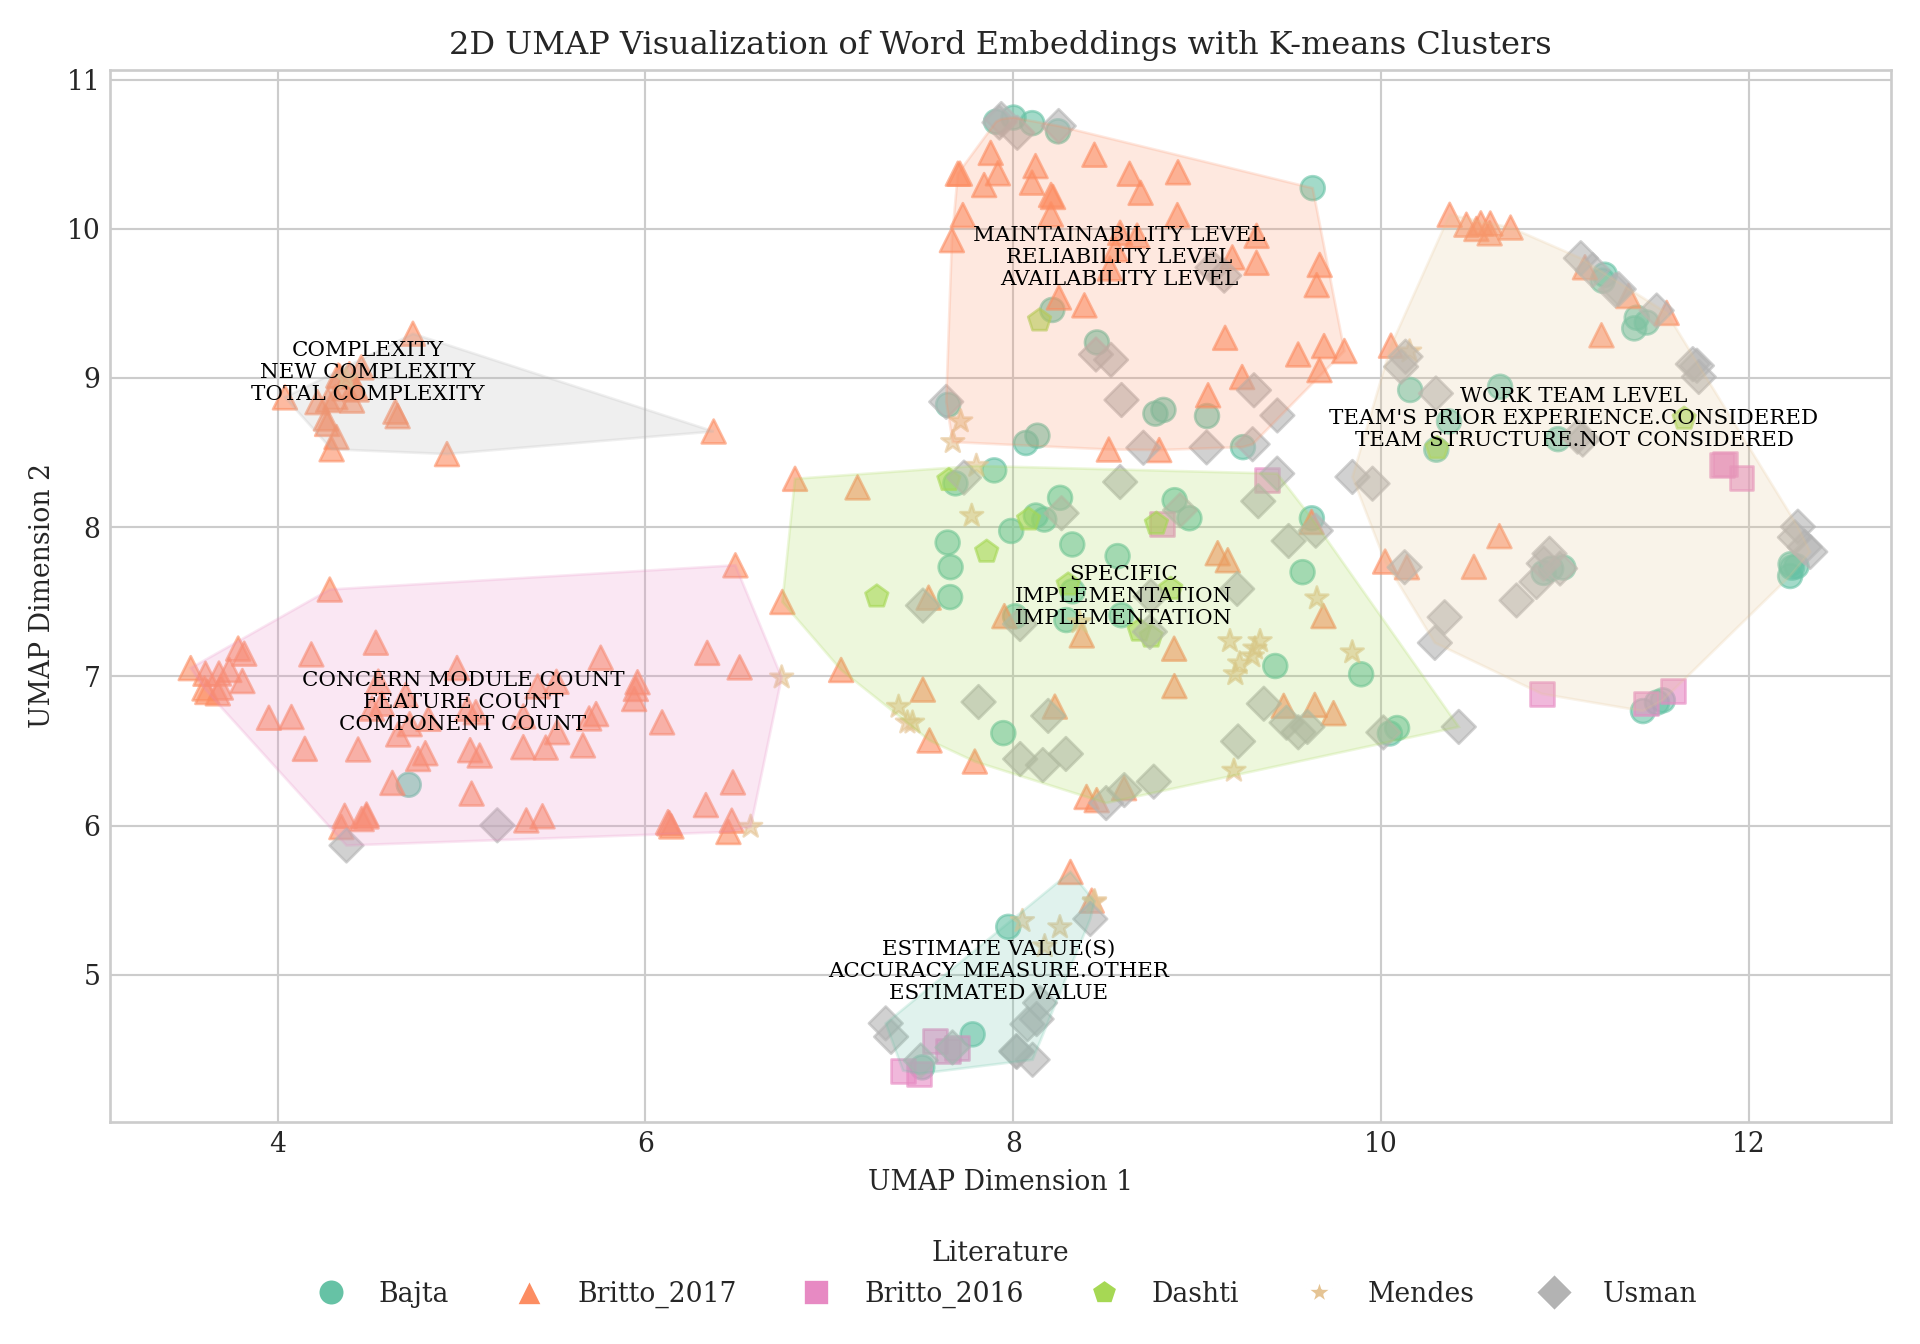 2D UMAP Visualization of Word Embeddings with K-means Clusters
11
10
9
8
7
6
5
UMAP Dimension 2
MAINTAINABILITY LEVEL
RELIABILITY LEVEL
AVAILABILITY LEVEL
COMPLEXITY
NEW COMPLEXITY
TOTAL COMPLEXITY
WORK TEAM LEVEL
TEAM'S PRIOR EXPERIENCE.CONSIDERED
TEAM STRUCTURE.NOT CONSIDERED
SPECIFIC
IMPLEMENTATION
IMPLEMENTATION
CONCERN MODULE COUNT
FEATURE COUNT
COMPONENT COUNT
ESTIMATE VALUE(S)
ACCURACY MEASURE.OTHER
ESTIMATED VALUE
4 6 8 10 12
UMAP Dimension 1
Literature
Bajta Britto_2017 Britto_2016 Dashti Mendes Usman